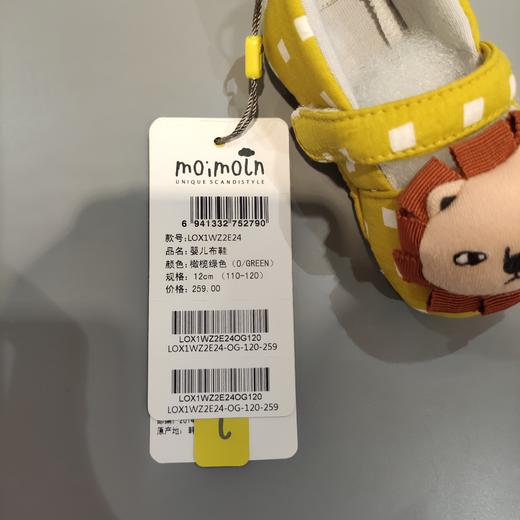 moimoln
UNIQUE SCANDISTYLE
6 941332 752790
款号: LOX1WZ2E24
品名: 婴儿布鞋
颜色: 橄榄绿色 (O/GREEN)
规格: 12cm (110-120)
价格: 259.00
LOX1WZ2E24OG120
LOX1WZ2E24-OG-120-259
LOX1WZ2E24OG120
LOX1WZ2E24-OG-120-259
原产地: 韩